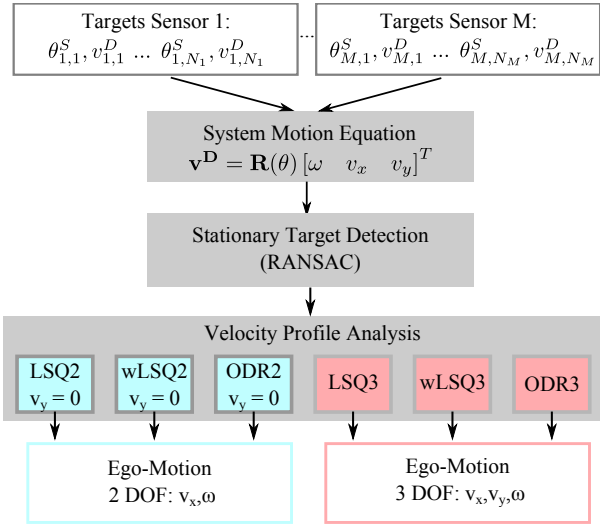 Targets Sensor 1:
θ^S_{1,1}, v^D_{1,1} ... θ^S_{1,N_1}, v^D_{1,N_1}
...
Targets Sensor M:
θ^S_{M,1}, v^D_{M,1} ... θ^S_{M,N_M}, v^D_{M,N_M}
System Motion Equation
v^D = R(θ) [ω v_x v_y]^T
Stationary Target Detection
(RANSAC)
Velocity Profile Analysis
LSQ2
v_y = 0
wLSQ2
v_y = 0
ODR2
v_y = 0
LSQ3
wLSQ3
ODR3
Ego-Motion
2 DOF: v_x,ω
Ego-Motion
3 DOF: v_x,v_y,ω